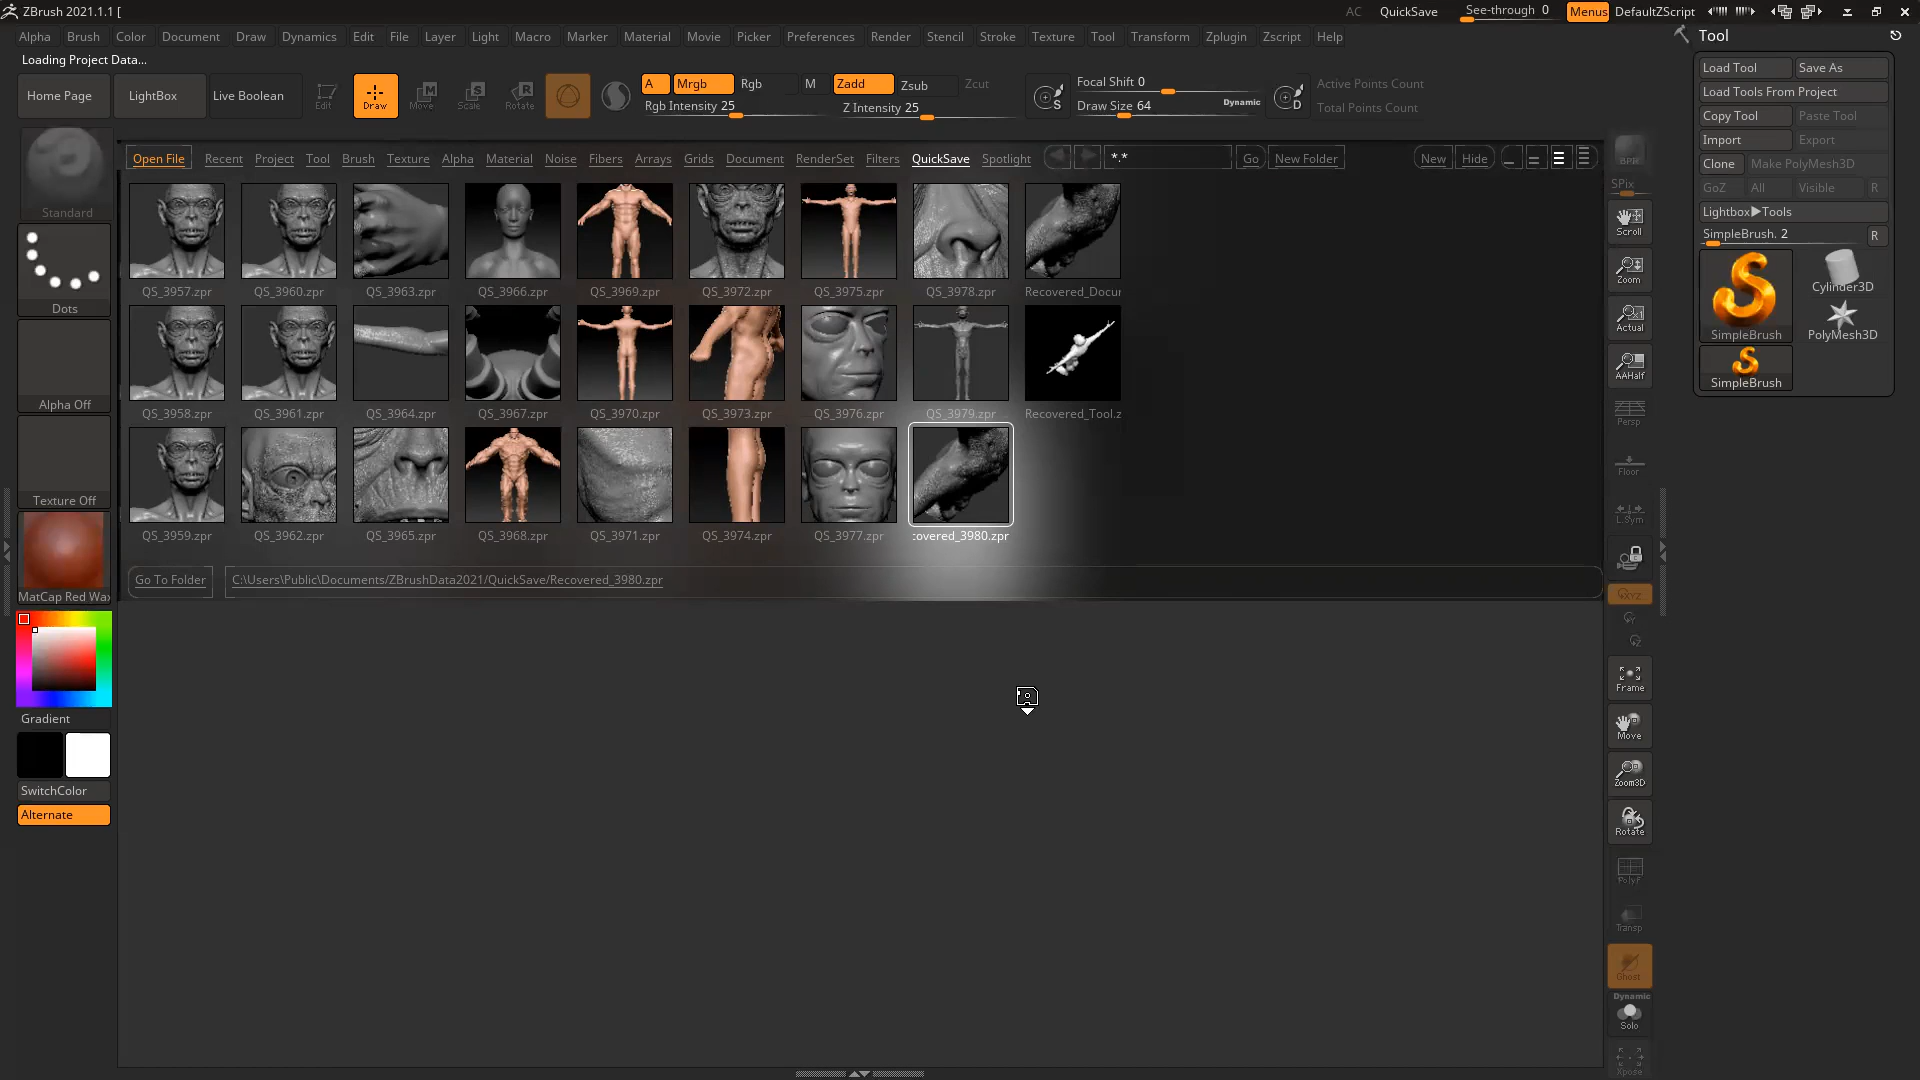 ZBrush 2021.1.1 [
AC QuickSave See-through 0 Menus DefaultZScript
Alpha Brush Color Document Draw Dynamics Edit File Layer Light Macro Marker Material Movie Picker Preferences Render Stencil Stroke Texture Tool Transform Zplugin Zscript Help
Loading Project Data...
Home Page LightBox Live Boolean Edit Draw Move Scale Rotate
A Mrgb Rgb M Zadd Zsub Zcut
Rgb Intensity 25 Z Intensity 25
S Focal Shift 0
Draw Size 64 Dynamic D
Active Points Count
Total Points Count
Open File Recent Project Tool Brush Texture Alpha Material Noise Fibers Arrays Grids Document RenderSet Filters QuickSave Spotlight *.* Go New Folder New Hide
QS_3957.zpr QS_3960.zpr QS_3963.zpr QS_3966.zpr QS_3969.zpr QS_3972.zpr QS_3975.zpr QS_3978.zpr Recovered_Docur
QS_3958.zpr QS_3961.zpr QS_3964.zpr QS_3967.zpr QS_3970.zpr QS_3973.zpr QS_3976.zpr QS_3979.zpr Recovered_Tool.z
QS_3959.zpr QS_3962.zpr QS_3965.zpr QS_3968.zpr QS_3971.zpr QS_3974.zpr QS_3977.zpr :overed_3980.zpr
Go To Folder C:\Users\Public\Documents/ZBrushData2021/QuickSave/Recovered_3980.zpr
Standard
Dots
Alpha Off
Texture Off
MatCap Red Wax
Gradient
SwitchColor
Alternate
BPR
SPix
Scroll
Zoom
Actual
AAHalf
Persp
Floor
L.Sym
XYZ
Frame
Move
Zoom3D
Rotate
PolyF
Transp
Ghost
Dynamic
Solo
Xpose
Tool
Load Tool Save As
Load Tools From Project
Copy Tool Paste Tool
Import Export
Clone Make PolyMesh3D
GoZ All Visible R
Lightbox▶Tools
SimpleBrush. 2 R
SimpleBrush
Cylinder3D
PolyMesh3D
SimpleBrush